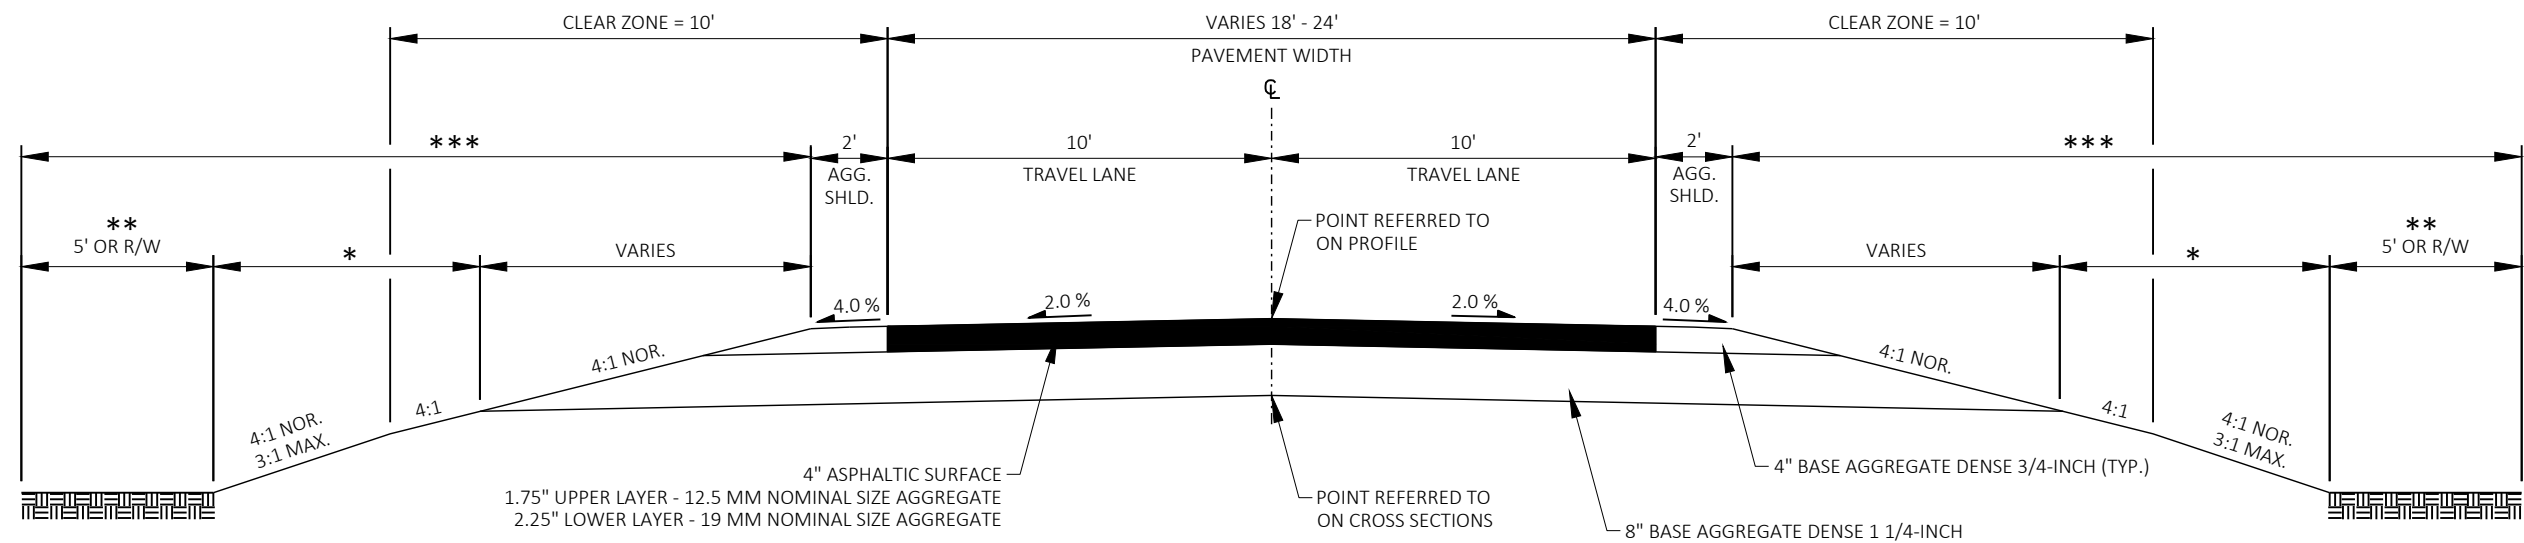 CLEAR ZONE = 10'
VARIES 18' - 24'
CLEAR ZONE = 10'
PAVEMENT WIDTH
℄
***
2'
10'
10'
2'
***
AGG.
SHLD.
TRAVEL LANE
TRAVEL LANE
AGG.
SHLD.
**
5' OR R/W
*
VARIES
POINT REFERRED TO
ON PROFILE
VARIES
*
**
5' OR R/W
4.0 %
2.0 %
2.0 %
4.0 %
4:1 NOR.
4:1 NOR.
4:1
4:1
4:1 NOR.
3:1 MAX.
4:1 NOR.
3:1 MAX.
4" ASPHALTIC SURFACE
1.75" UPPER LAYER - 12.5 MM NOMINAL SIZE AGGREGATE
2.25" LOWER LAYER - 19 MM NOMINAL SIZE AGGREGATE
POINT REFERRED TO
ON CROSS SECTIONS
4" BASE AGGREGATE DENSE 3/4-INCH (TYP.)
8" BASE AGGREGATE DENSE 1 1/4-INCH